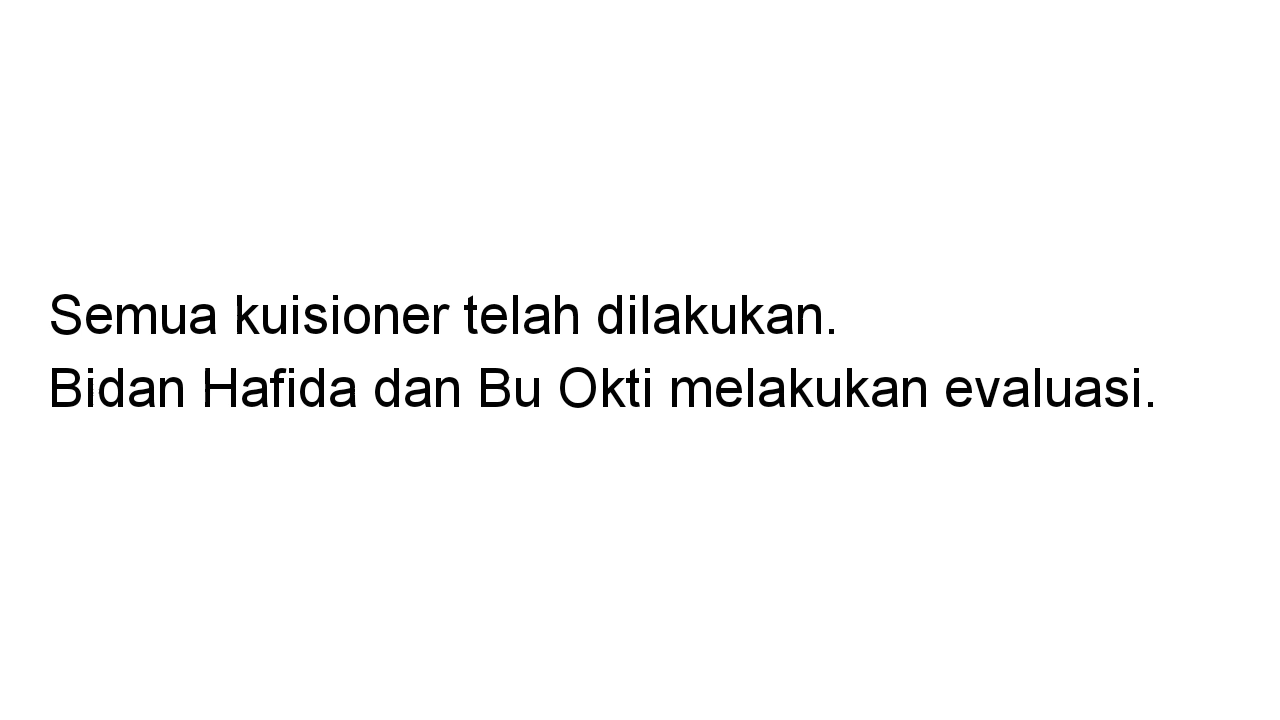 Semua kuisioner telah dilakukan.
Bidan Hafida dan Bu Okti melakukan evaluasi.